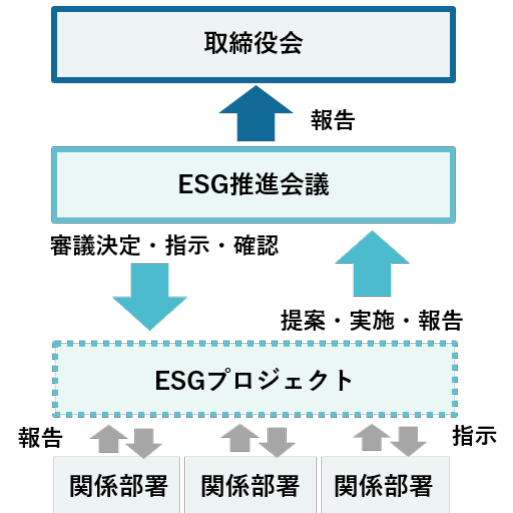 取締役会
報告
ESG推進会議
審議決定・指示・確認
提案・実施・報告
ESGプロジェクト
報告
指示
関係部署
関係部署
関係部署